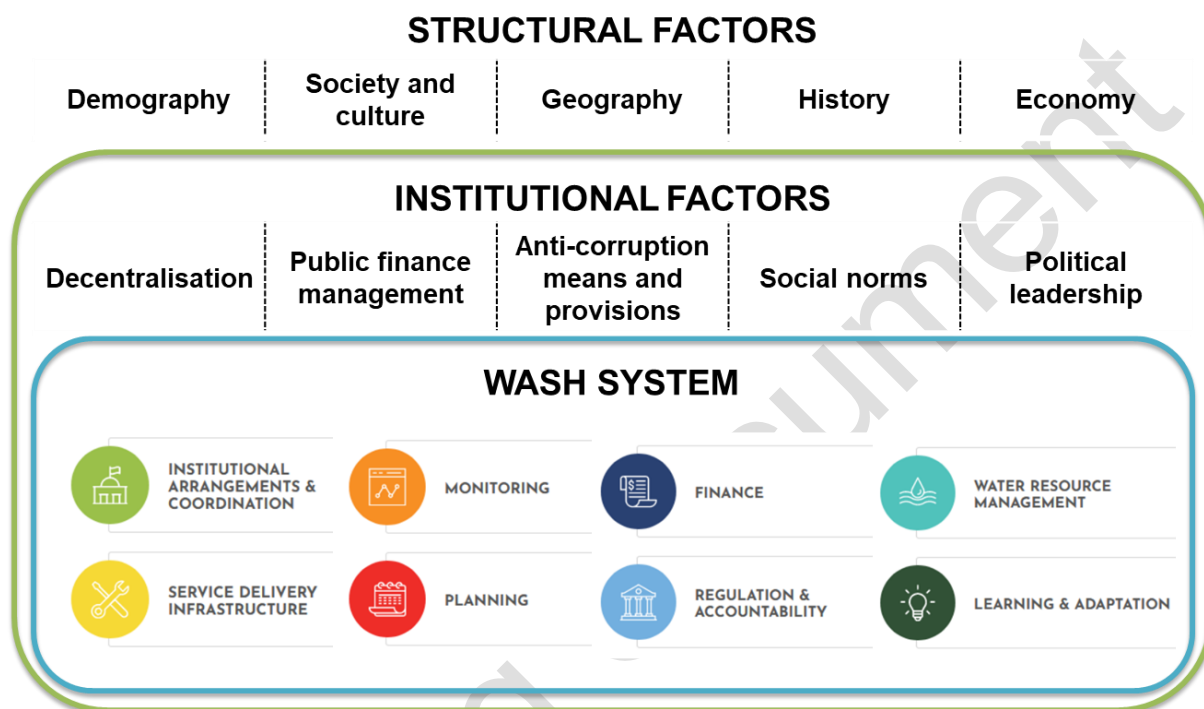 STRUCTURAL FACTORS
Demography
Society and
culture
Geography
History
Economy
INSTITUTIONAL FACTORS
Decentralisation
Public finance
management
Anti-corruption
means and
provisions
Social norms
Political
leadership
WASH SYSTEM
INSTITUTIONAL
ARRANGEMENTS &
COORDINATION
MONITORING
FINANCE
WATER RESOURCE
MANAGEMENT
SERVICE DELIVERY
INFRASTRUCTURE
PLANNING
REGULATION &
ACCOUNTABILITY
LEARNING & ADAPTATION